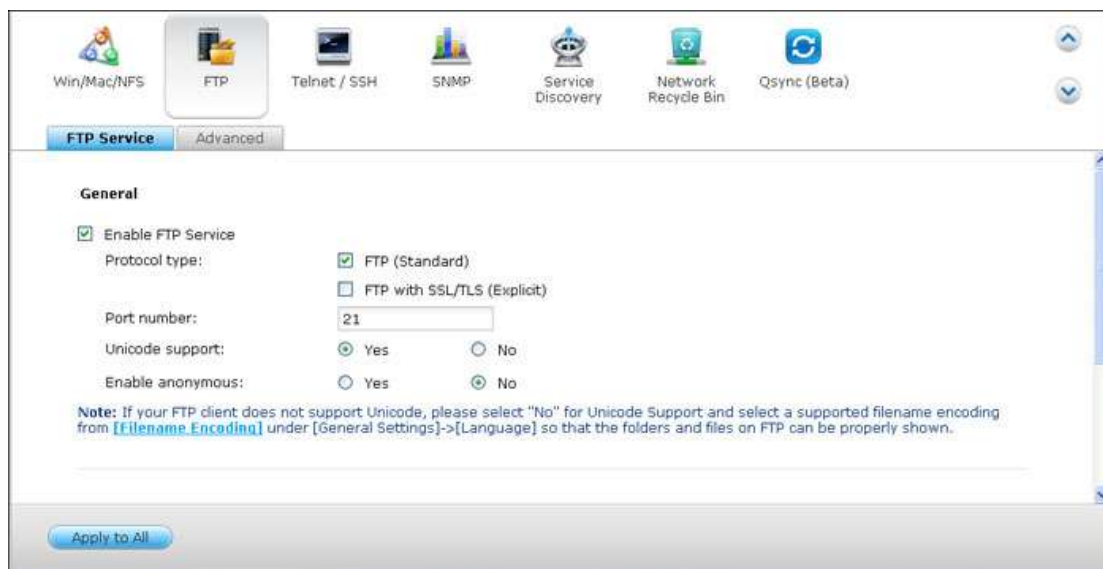 Win/Mac/NFS
FTP
Telnet / SSH
SNMP
Service
Discovery
Network
Recycle Bin
Qsync (Beta)
FTP Service
Advanced
General
Enable FTP Service
Protocol type:
FTP (Standard)
FTP with SSL/TLS (Explicit)
Port number:
21
Unicode support:
Yes
No
Enable anonymous:
Yes
No
Note: If your FTP client does not support Unicode, please select "No" for Unicode Support and select a supported filename encoding
from [Filename Encoding] under [General Settings]->[Language] so that the folders and files on FTP can be properly shown.
Apply to All